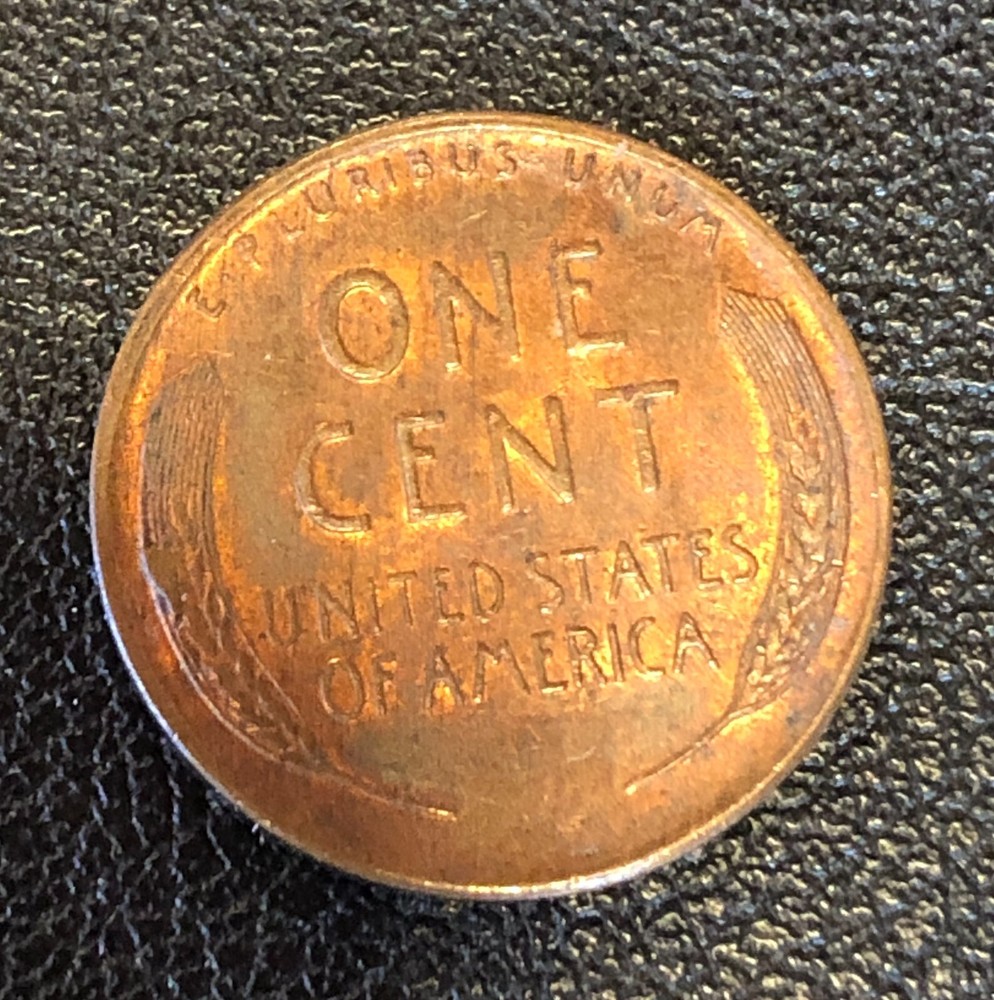 E·PLURIBUS·UNUM
ONE
CENT
UNITED STATES
OF AMERICA